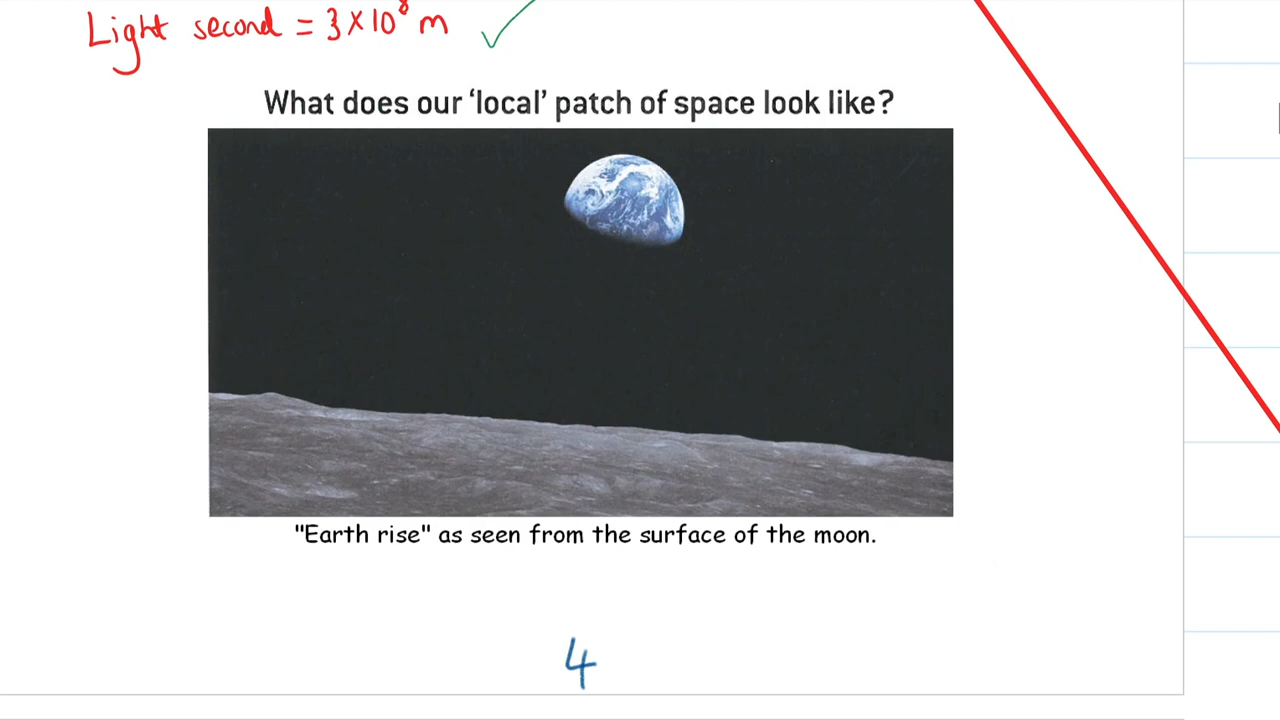 Light second = 3×10⁸ m
What does our 'local' patch of space look like?
"Earth rise" as seen from the surface of the moon.
4